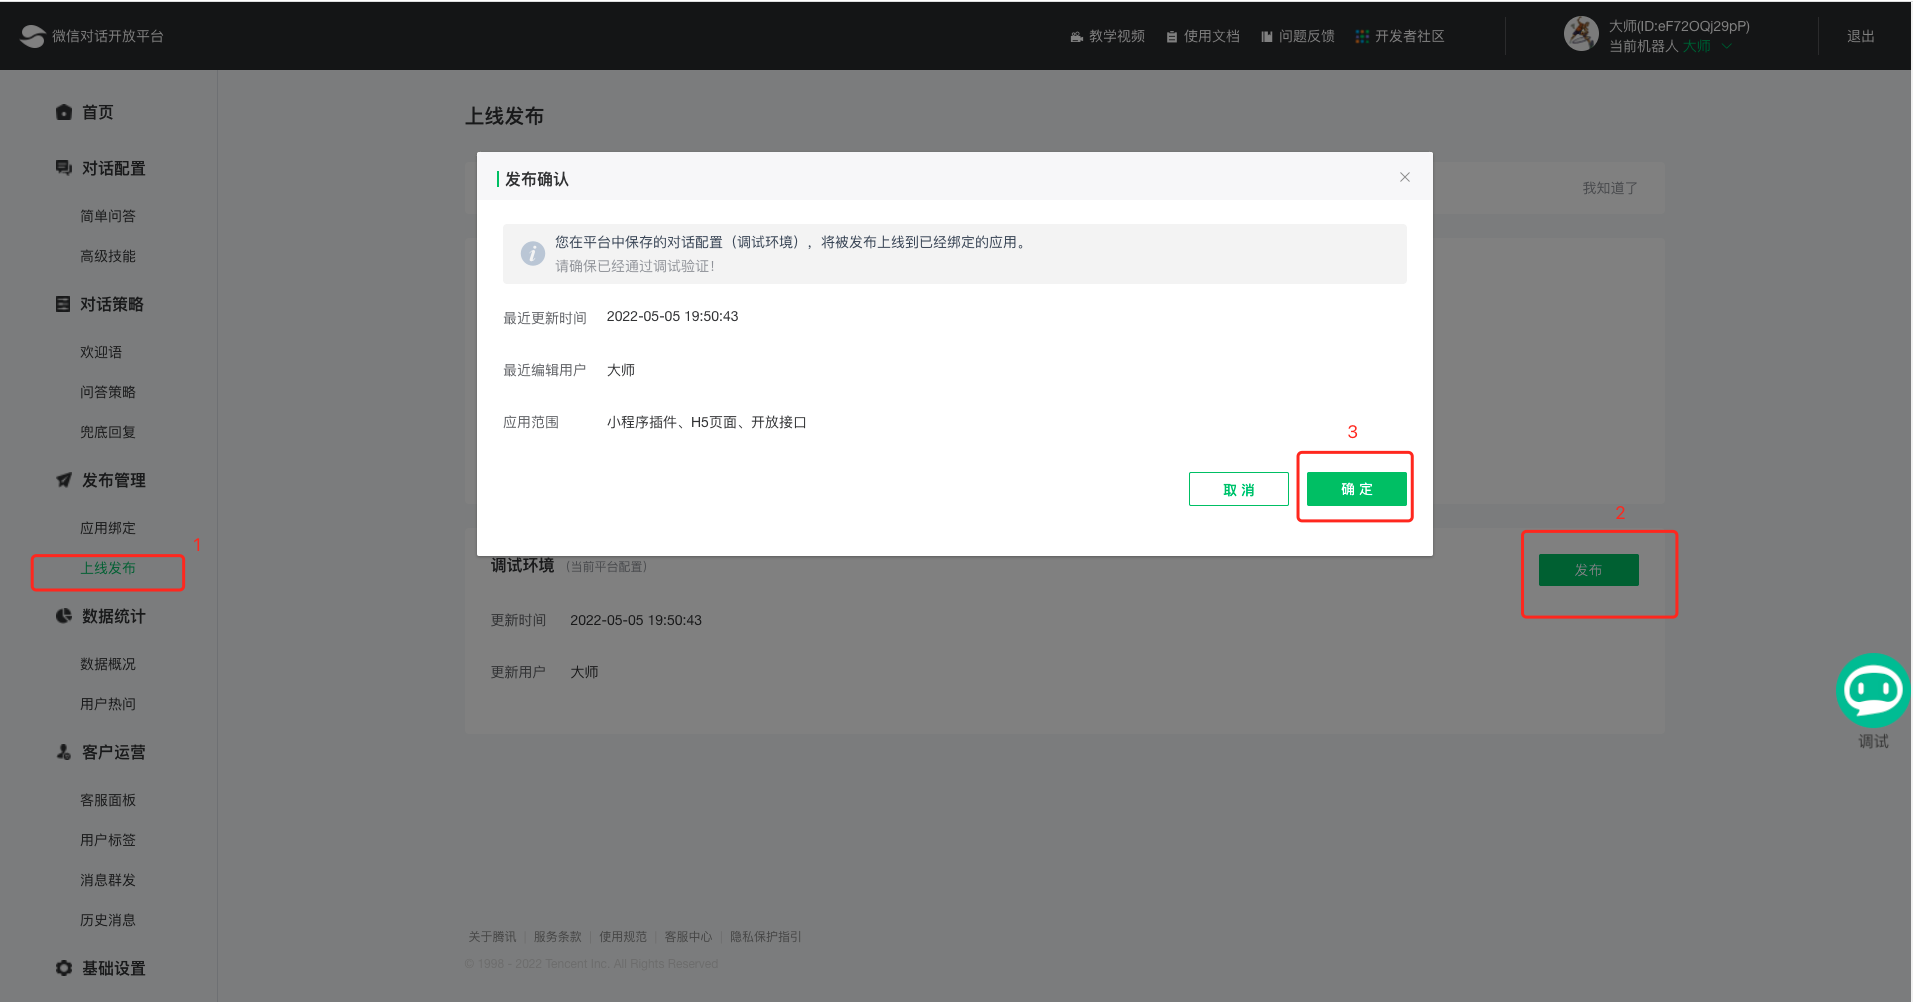 微信对话开放平台
教学视频
使用文档
问题反馈
开发者社区
大师(ID:eF72OQj29pP)
当前机器人 大师
退出
首页
对话配置
简单问答
高级技能
对话策略
欢迎语
问答策略
兜底回复
发布管理
应用绑定
1
上线发布
数据统计
数据概况
用户热问
客户运营
客服面板
用户标签
消息群发
历史消息
基础设置
上线发布
我知道了
发布确认
您在平台中保存的对话配置（调试环境），将被发布上线到已经绑定的应用。
请确保已经通过调试验证！
最近更新时间 2022-05-05 19:50:43
最近编辑用户 大师
应用范围 小程序插件、H5页面、开放接口
3
取 消
确 定
2
调试环境 （当前平台配置）
发布
更新时间 2022-05-05 19:50:43
更新用户 大师
调试
关于腾讯 | 服务条款 | 使用规范 | 客服中心 | 隐私保护指引
© 1998 - 2022 Tencent Inc. All Rights Reserved